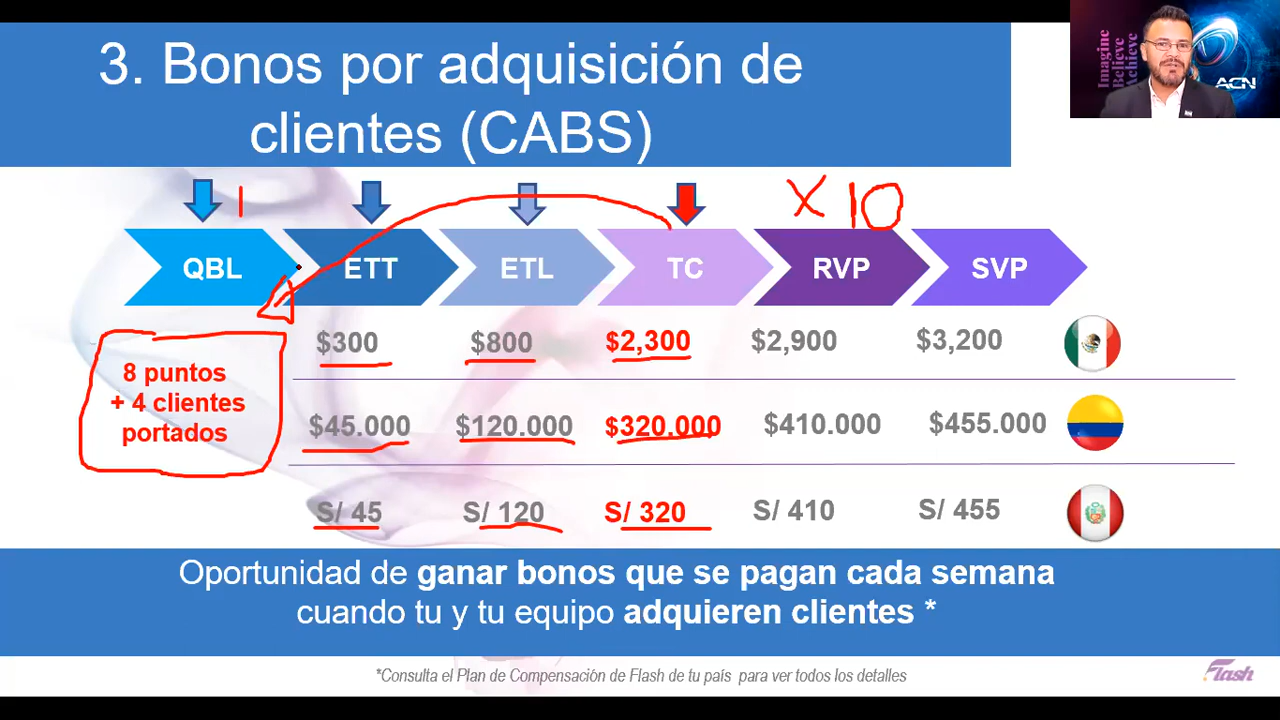 3. Bonos por adquisición de
clientes (CABS)
Imagine
Believe
Achieve
ACN
1
X 10
QBL
ETT
ETL
TC
RVP
SVP
8 puntos
+ 4 clientes
portados
$300
$800
$2,300
$2,900
$3,200
$45.000
$120.000
$320.000
$410.000
$455.000
S/ 45
S/ 120
S/ 320
S/ 410
S/ 455
Oportunidad de ganar bonos que se pagan cada semana
cuando tu y tu equipo adquieren clientes *
*Consulta el Plan de Compensación de Flash de tu país para ver todos los detalles
Flash